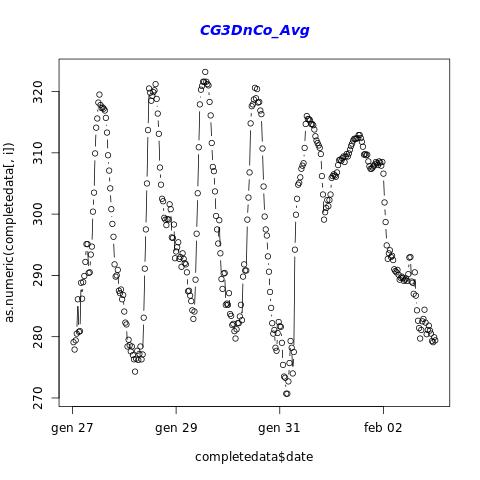 CG3DnCo_Avg
as.numeric(completedata[, i])
320
310
300
290
280
270
gen 27
gen 29
gen 31
feb 02
completedata$date